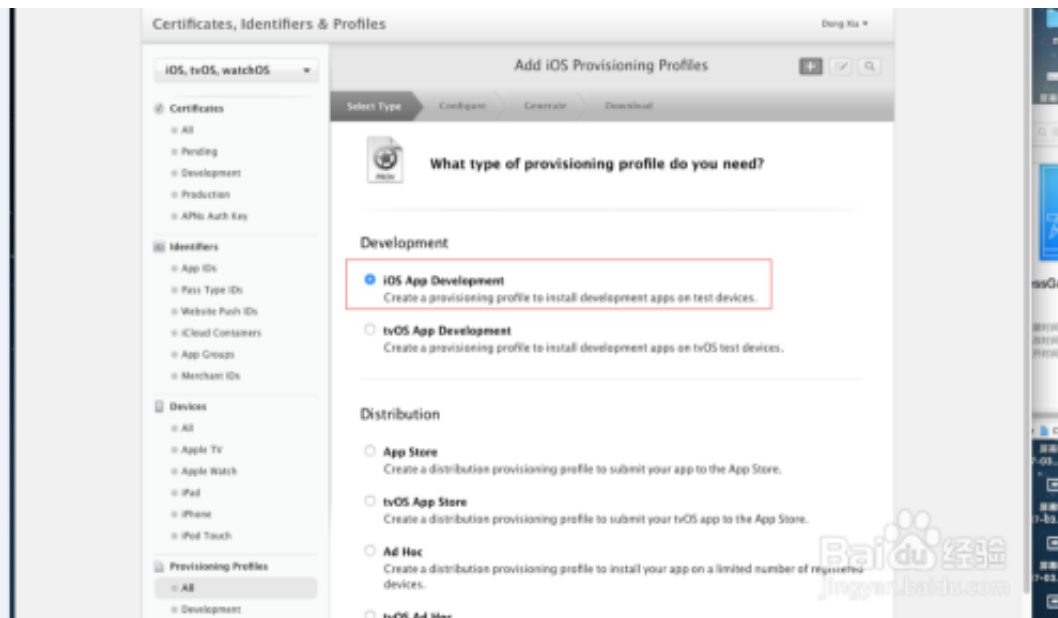 Certificates, Identifiers & Profiles
Dong Xia
iOS, tvOS, watchOS
Add iOS Provisioning Profiles
Certificates
All
Pending
Development
Production
APNs Auth Key
Identifiers
App IDs
Pass Type IDs
Website Push IDs
iCloud Containers
App Groups
Merchant IDs
Devices
All
Apple TV
Apple Watch
iPad
iPhone
iPod Touch
Provisioning Profiles
All
Development
Select Type
Configure
Generate
Download
PROV
What type of provisioning profile do you need?
Development
iOS App Development
Create a provisioning profile to install development apps on test devices.
tvOS App Development
Create a provisioning profile to install development apps on tvOS test devices.
Distribution
App Store
Create a distribution provisioning profile to submit your app to the App Store.
tvOS App Store
Create a distribution provisioning profile to submit your tvOS app to the App Store.
Ad Hoc
Create a distribution provisioning profile to install your app on a limited number of registered
devices.
tvOS Ad Hoc
Baidu 经验
jingyan.baidu.com